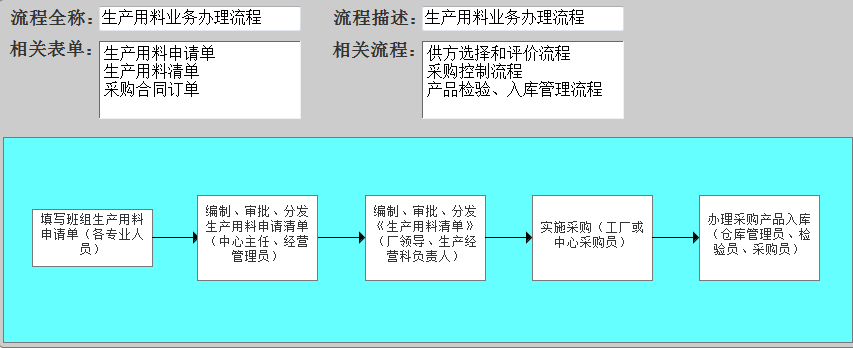 流程全称：生产用料业务办理流程
流程描述：生产用料业务办理流程
相关表单：
生产用料申请单
生产用料清单
采购合同订单
相关流程：
供方选择和评价流程
采购控制流程
产品检验、入库管理流程
填写班组生产用料
申请单（各专业人
员）
编制、审批、分发
生产用料申请清单
（中心主任、经营
管理员）
编制、审批、分发
《生产用料清单》
（厂领导、生产经
营科负责人）
实施采购（工厂或
中心采购员）
办理采购产品入库
（仓库管理员、检
验员、采购员）